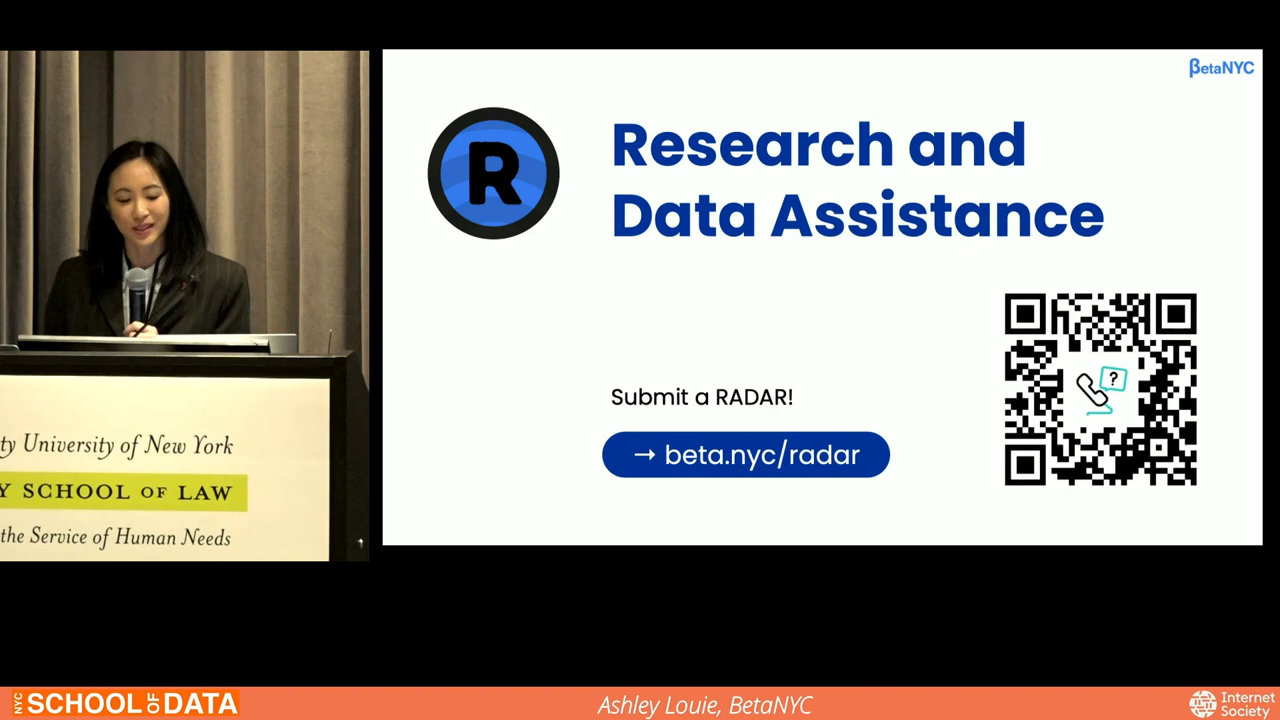 βetaNYC
R
Research and
Data Assistance
Submit a RADAR!
→ beta.nyc/radar
?
ty University of New York
Y SCHOOL OF LAW
the Service of Human Needs
NYC SCHOOL OF DATA
Ashley Louie, BetaNYC
Internet
Society